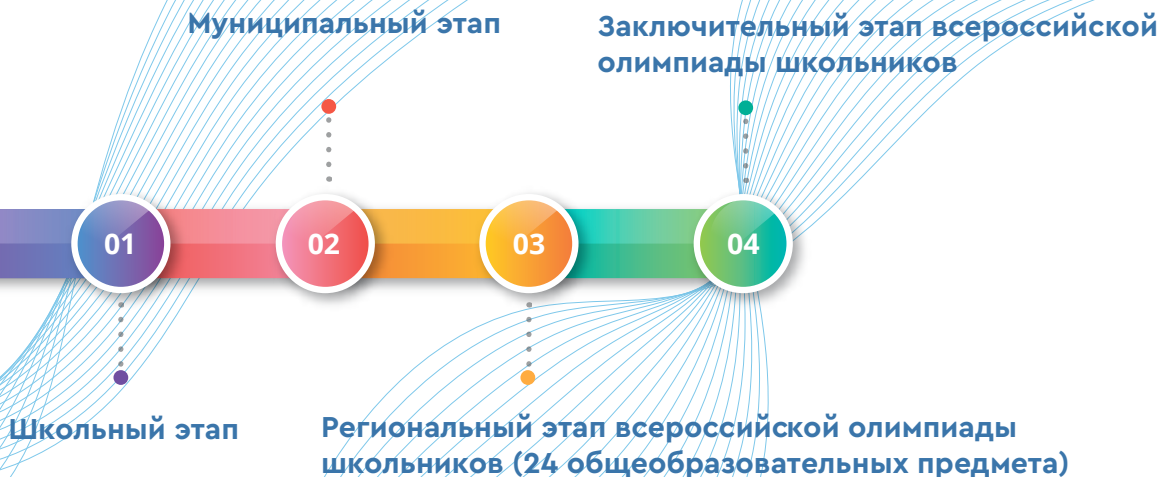 Муниципальный этап
Заключительный этап всероссийской
олимпиады школьников
01
02
03
04
Школьный этап
Региональный этап всероссийской олимпиады
школьников (24 общеобразовательных предмета)